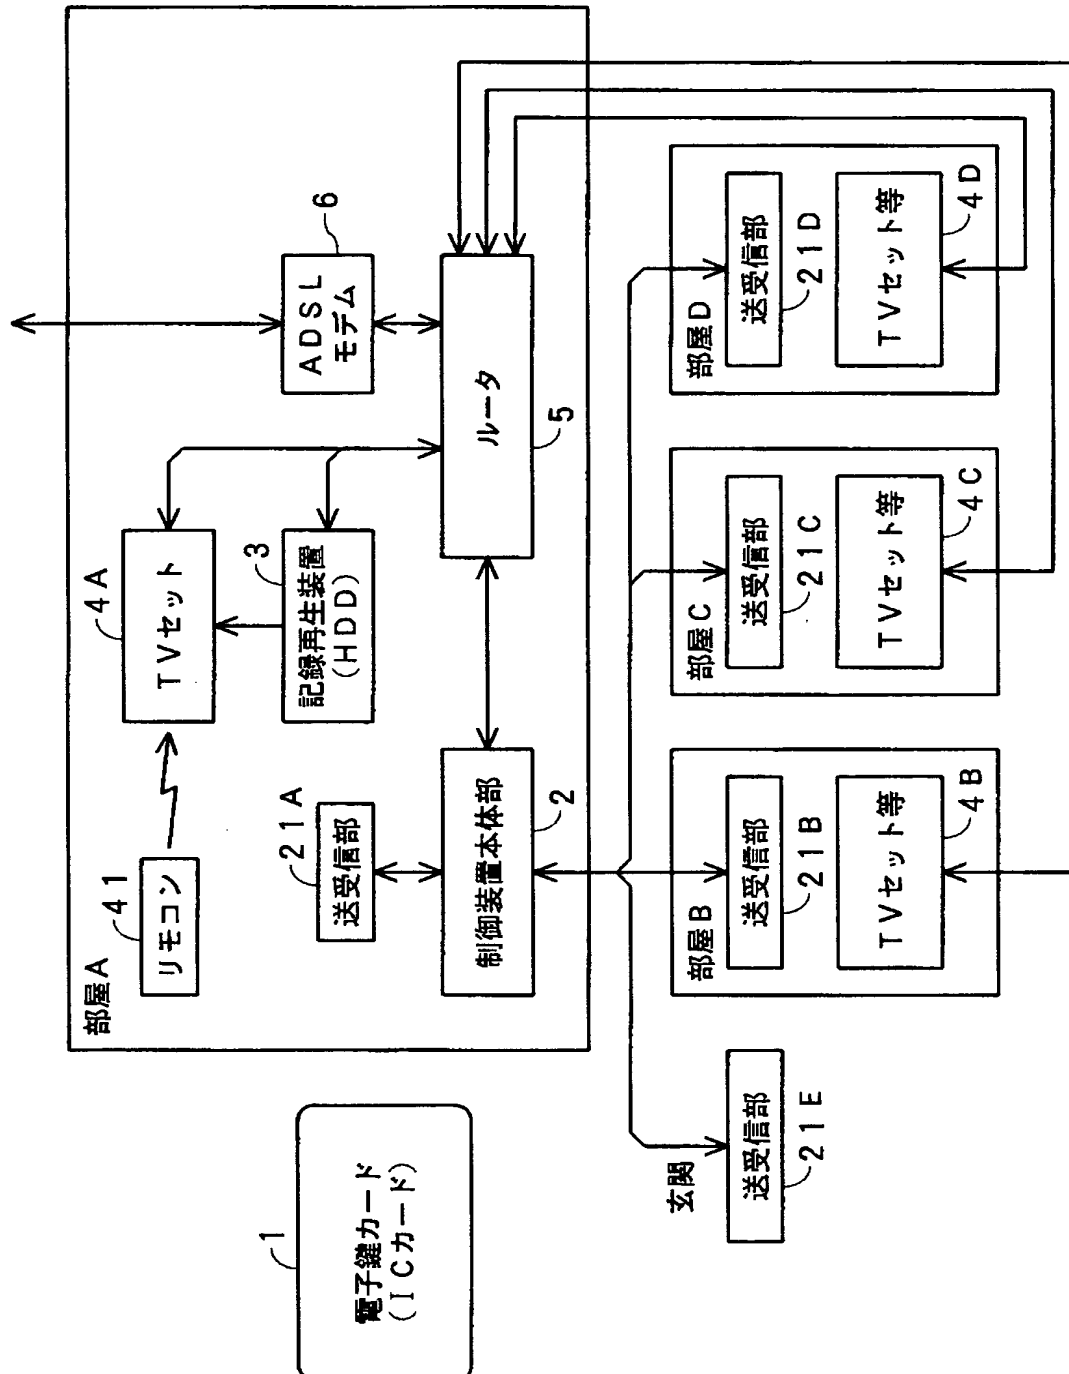 電子鍵カード
(ICカード)
1
部屋A
リモコン
41
TVセット
4A
記録再生装置
(HDD)
3
ADSL
モデム
6
送受信部
21A
制御装置本体部
2
ルータ
5
玄関
送受信部
21E
部屋B
送受信部
21B
TVセット等
4B
部屋C
送受信部
21C
TVセット等
4C
部屋D
送受信部
21D
TVセット等
4D